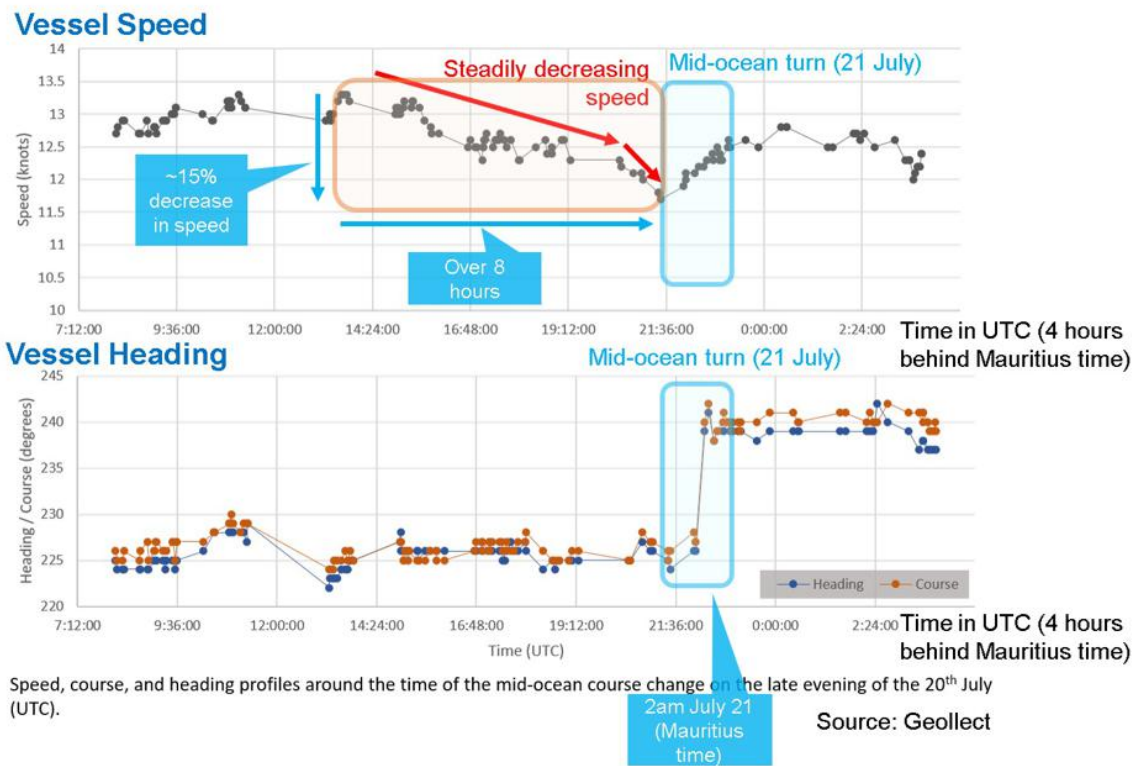 Vessel Speed
14
13.5
13
12.5
12
11.5
11
10.5
10
Speed (knots)
Steadily decreasing
speed
Mid-ocean turn (21 July)
~15%
decrease
in speed
Over 8
hours
7:12:00 9:36:00 12:00:00 14:24:00 16:48:00 19:12:00 21:36:00 0:00:00 2:24:00
Time in UTC (4 hours
behind Mauritius time)
Vessel Heading
Mid-ocean turn (21 July)
245
240
235
230
225
220
Heading / Course (degrees)
Heading Course
7:12:00 9:36:00 12:00:00 14:24:00 16:48:00 19:12:00 21:36:00 0:00:00 2:24:00
Time (UTC)
Time in UTC (4 hours
behind Mauritius time)
Speed, course, and heading profiles around the time of the mid-ocean course change on the late evening of the 20th July
(UTC).
2am July 21
(Mauritius
time)
Source: Geollect